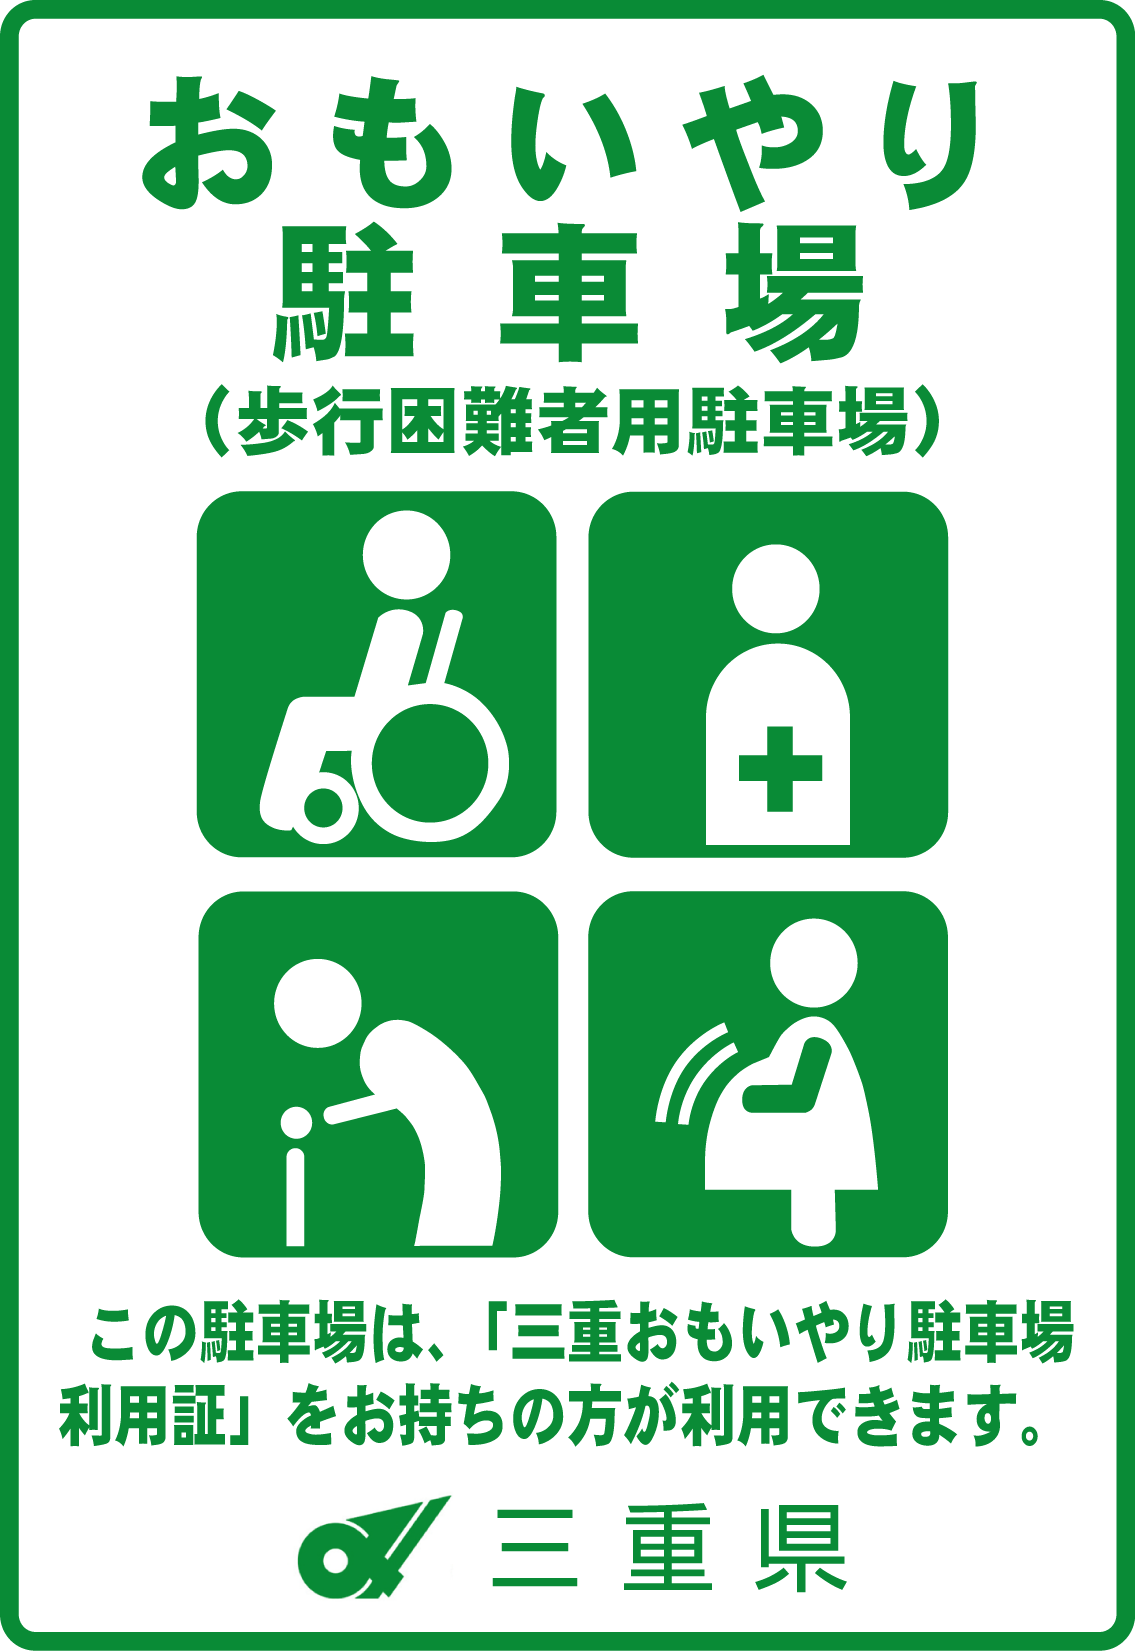 おもいやり
駐車場
（歩行困難者用駐車場）
この駐車場は、「三重おもいやり駐車場
利用証」をお持ちの方が利用できます。
三重県